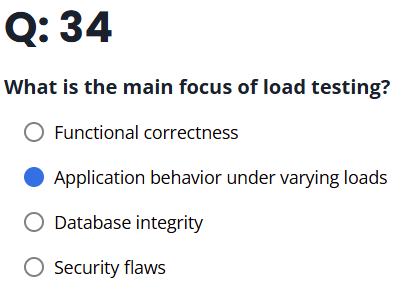 Q: 34
What is the main focus of load testing?
Functional correctness
Application behavior under varying loads
Database integrity
Security flaws